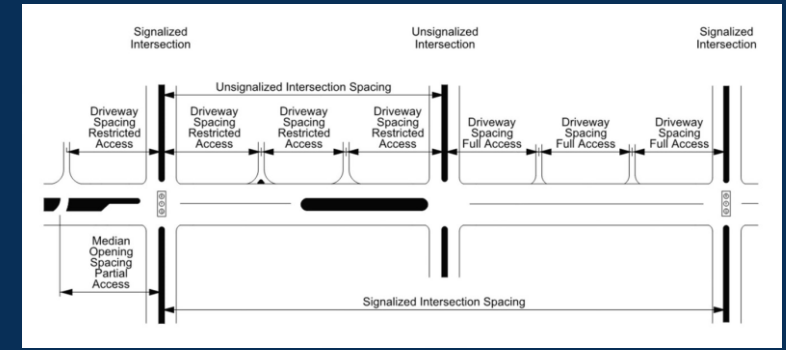 Signalized
Intersection
Unsignalized
Intersection
Signalized
Intersection
Unsignalized Intersection Spacing
Driveway
Spacing
Restricted
Access
Driveway
Spacing
Restricted
Access
Driveway
Spacing
Restricted
Access
Driveway
Spacing
Restricted
Access
Driveway
Spacing
Full Access
Driveway
Spacing
Full Access
Driveway
Spacing
Full Access
Median
Opening
Spacing
Partial
Access
Signalized Intersection Spacing